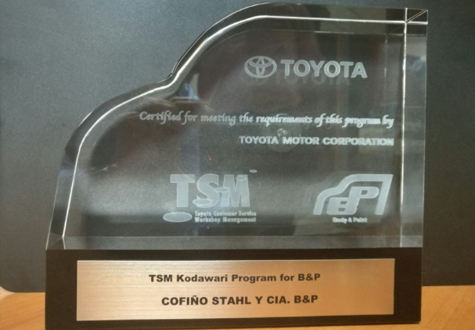 TOYOTA
Certified for meeting the requirements of this program by
TOYOTA MOTOR CORPORATION
TSM
Toyota Customer Service
Workshop Management
BP
Body & Paint
TSM Kodawari Program for B&P
COFIÑO STAHL Y CIA. B&P